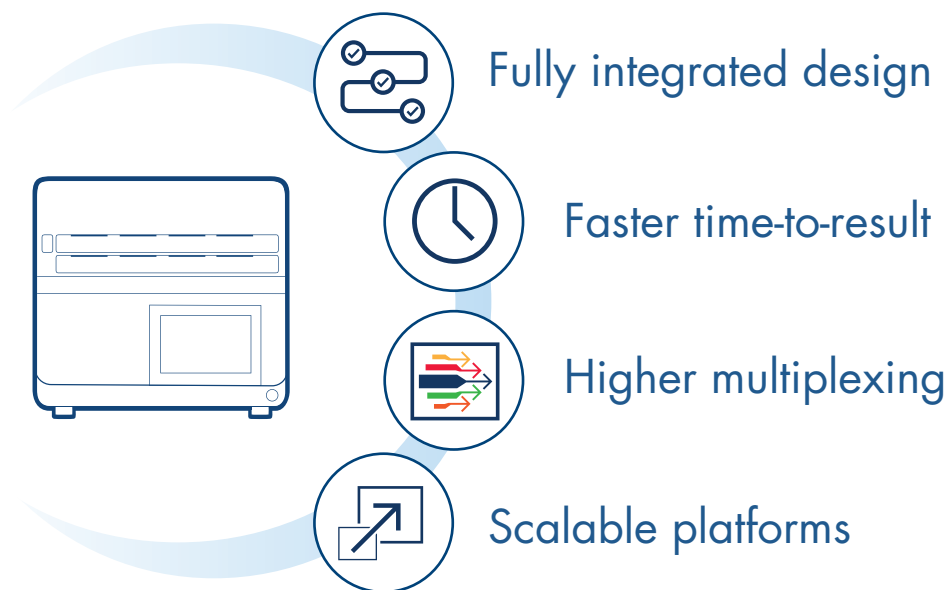 Fully integrated design
Faster time-to-result
Higher multiplexing
Scalable platforms